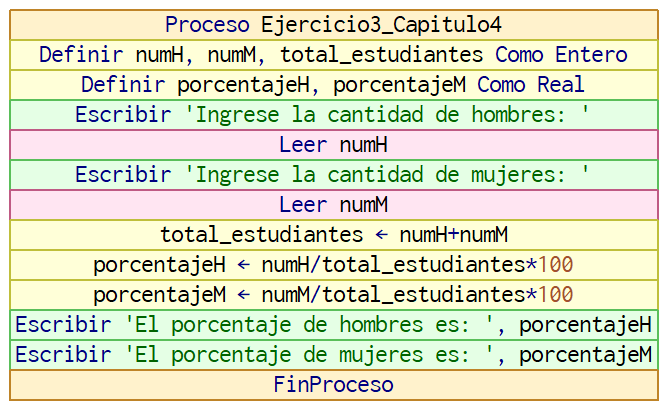 Proceso Ejercicio3_Capitulo4
Definir numH, numM, total_estudiantes Como Entero
Definir porcentajeH, porcentajeM Como Real
Escribir 'Ingrese la cantidad de hombres: '
Leer numH
Escribir 'Ingrese la cantidad de mujeres: '
Leer numM
total_estudiantes ← numH+numM
porcentajeH ← numH/total_estudiantes*100
porcentajeM ← numM/total_estudiantes*100
Escribir 'El porcentaje de hombres es: ', porcentajeH
Escribir 'El porcentaje de mujeres es: ', porcentajeM
FinProceso